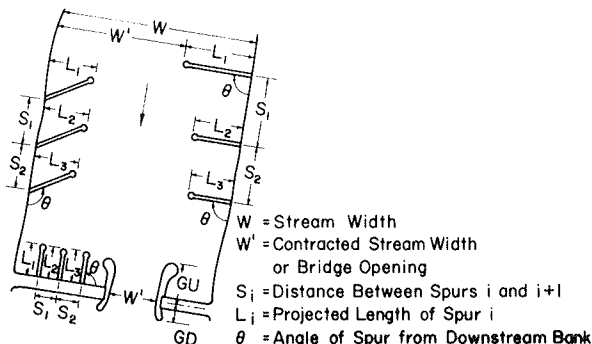 W
W' L₁
L₁
θ
S₁
S₁
L₂
L₂
S₂
L₃
S₂
L₃
θ
θ
L₁ L₂ L₃ θ
GU
W'
S₁ S₂
GD
W = Stream Width
W' = Contracted Stream Width
or Bridge Opening
Sᵢ = Distance Between Spurs i and i+1
Lᵢ = Projected Length of Spur i
θ = Angle of Spur from Downstream Bank